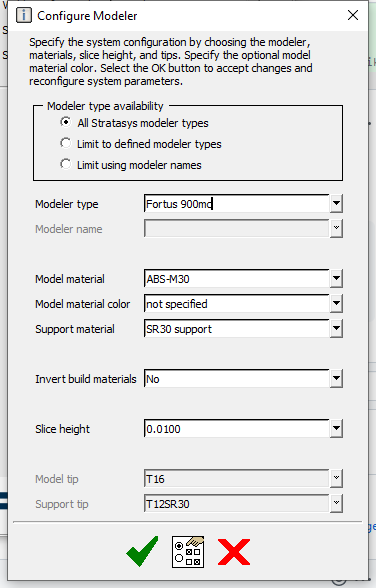 Configure Modeler
Specify the system configuration by choosing the modeler,
materials, slice height, and tips. Specify the optional model
material color. Select the OK button to accept changes and
reconfigure system parameters.
Modeler type availability
All Stratasys modeler types
Limit to defined modeler types
Limit using modeler names
Modeler type Fortus 900mc
Modeler name
Model material ABS-M30
Model material color not specified
Support material SR30 support
Invert build materials No
Slice height 0.0100
Model tip T16
Support tip T12SR30